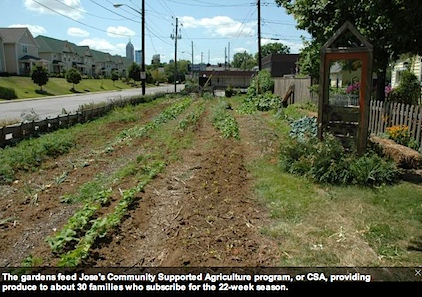 The gardens feed Jose's Community Supported Agriculture program, or CSA, providing
produce to about 30 families who subscribe for the 22-week season.